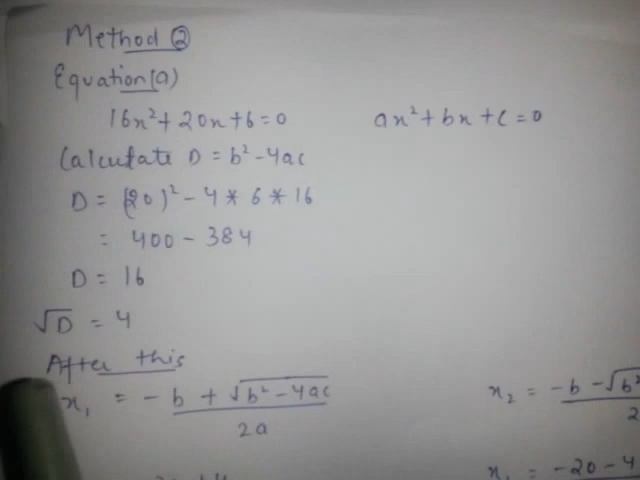 Method ②
Equation(a)
16x²+20x+6=0    ax²+bx+c=0
Calculate D = b²-4ac
D = (20)² - 4 * 6 * 16
= 400 - 384
D = 16
√D = 4
After this
x₁ = -b + √b²-4ac    x₂ = -b - √b²
2a    2
x₁ = -20-4